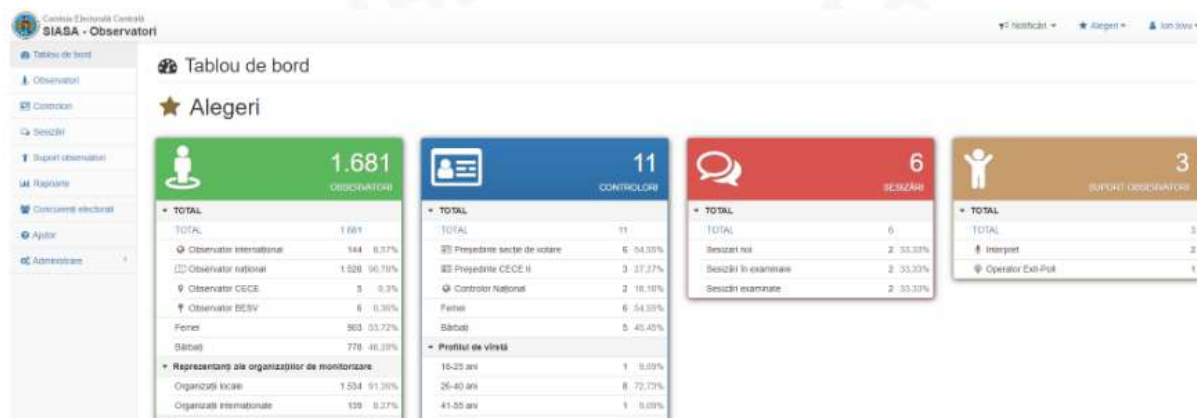 Comisia Electorală Centrală
SIASA - Observatori
Notificări
Alegeri
Ion Iovu
Tablou de bord
Observatori
Controlori
Sesizări
Suport observatori
Rapoarte
Concurenți electorali
Ajutor
Administrare
Tablou de bord
Alegeri
1.681
OBSERVATORI
TOTAL
TOTAL 1.681
Observator internațional 144 8,57%
Observator național 1.526 90,78%
Observator CECE 5 0,3%
Observator BESV 6 0,36%
Femei 903 53,72%
Bărbați 778 46,28%
Reprezentanți ale organizațiilor de monitorizare
Organizații locale 1.534 91,26%
Organizații internaționale 139 8,27%
11
CONTROLORI
TOTAL
TOTAL 11
Președinte secție de votare 6 54,55%
Președinte CECE II 3 27,27%
Controlor Național 2 18,18%
Femei 6 54,55%
Bărbați 5 45,45%
Profilul de vîrstă
18-25 ani 1 9,09%
26-40 ani 8 72,73%
41-55 ani 1 9,09%
6
SESIZĂRI
TOTAL
TOTAL 6
Sesizări noi 2 33,33%
Sesizări în examinare 2 33,33%
Sesizări examinate 2 33,33%
3
SUPORT OBSERVATORI
TOTAL
TOTAL 3
Interpret 2
Operator Exit-Poll 1